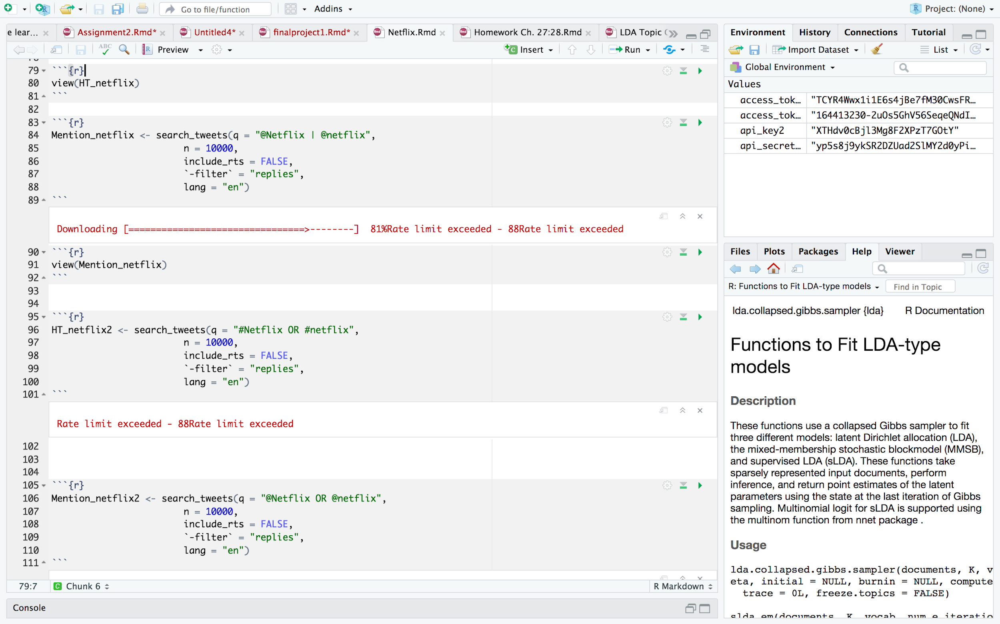 Go to file/function
Addins
Project: (None)
e lear...
Assignment2.Rmd*
Untitled4*
finalproject1.Rmd*
Netflix.Rmd
Homework Ch. 27:28.Rmd
LDA Topic
ABC
Preview
Insert
Run
79 ```{r}
80 view(HT_netflix)
81 ```
82
83 ```{r}
84 Mention_netflix <- search_tweets(q = "@Netflix | @netflix",
85 n = 10000,
86 include_rts = FALSE,
87 `-filter` = "replies",
88 lang = "en")
89 ```
Downloading [================================>--------] 81%Rate limit exceeded - 88Rate limit exceeded
90 ```{r}
91 view(Mention_netflix)
92 ```
93
94
95 ```{r}
96 HT_netflix2 <- search_tweets(q = "#Netflix OR #netflix",
97 n = 10000,
98 include_rts = FALSE,
99 `-filter` = "replies",
100 lang = "en")
101 ```
Rate limit exceeded - 88Rate limit exceeded
102
103
104
105 ```{r}
106 Mention_netflix2 <- search_tweets(q = "@Netflix OR @netflix",
107 n = 10000,
108 include_rts = FALSE,
109 `-filter` = "replies",
110 lang = "en")
111 ```
79:7
C Chunk 6
R Markdown
Console
Environment
History
Connections
Tutorial
Import Dataset
List
Global Environment
Values
access_tok... "TCYR4Wwx1i1E6s4jBe7fM30CwsFR...
access_tok... "164413230-2uOs5GhV56SeqeQNdI...
api_key2 "XTHdv0cBjl3Mg8F2XPzT7GOtY"
api_secret... "yp5s8j9ykSR2DZUad2SlMY2d0yPi...
Files
Plots
Packages
Help
Viewer
R: Functions to Fit LDA-type models
Find in Topic
lda.collapsed.gibbs.sampler {lda}
R Documentation
Functions to Fit LDA-type
models
Description
These functions use a collapsed Gibbs sampler to fit
three different models: latent Dirichlet allocation (LDA),
the mixed-membership stochastic blockmodel (MMSB),
and supervised LDA (sLDA). These functions take
sparsely represented input documents, perform
inference, and return point estimates of the latent
parameters using the state at the last iteration of Gibbs
sampling. Multinomial logit for sLDA is supported using
the multinom function from nnet package .
Usage
lda.collapsed.gibbs.sampler(documents, K, v
eta, initial = NULL, burnin = NULL, compute
trace = 0L, freeze.topics = FALSE)
slda.em(documents, K, vocab, num.e.iteratio